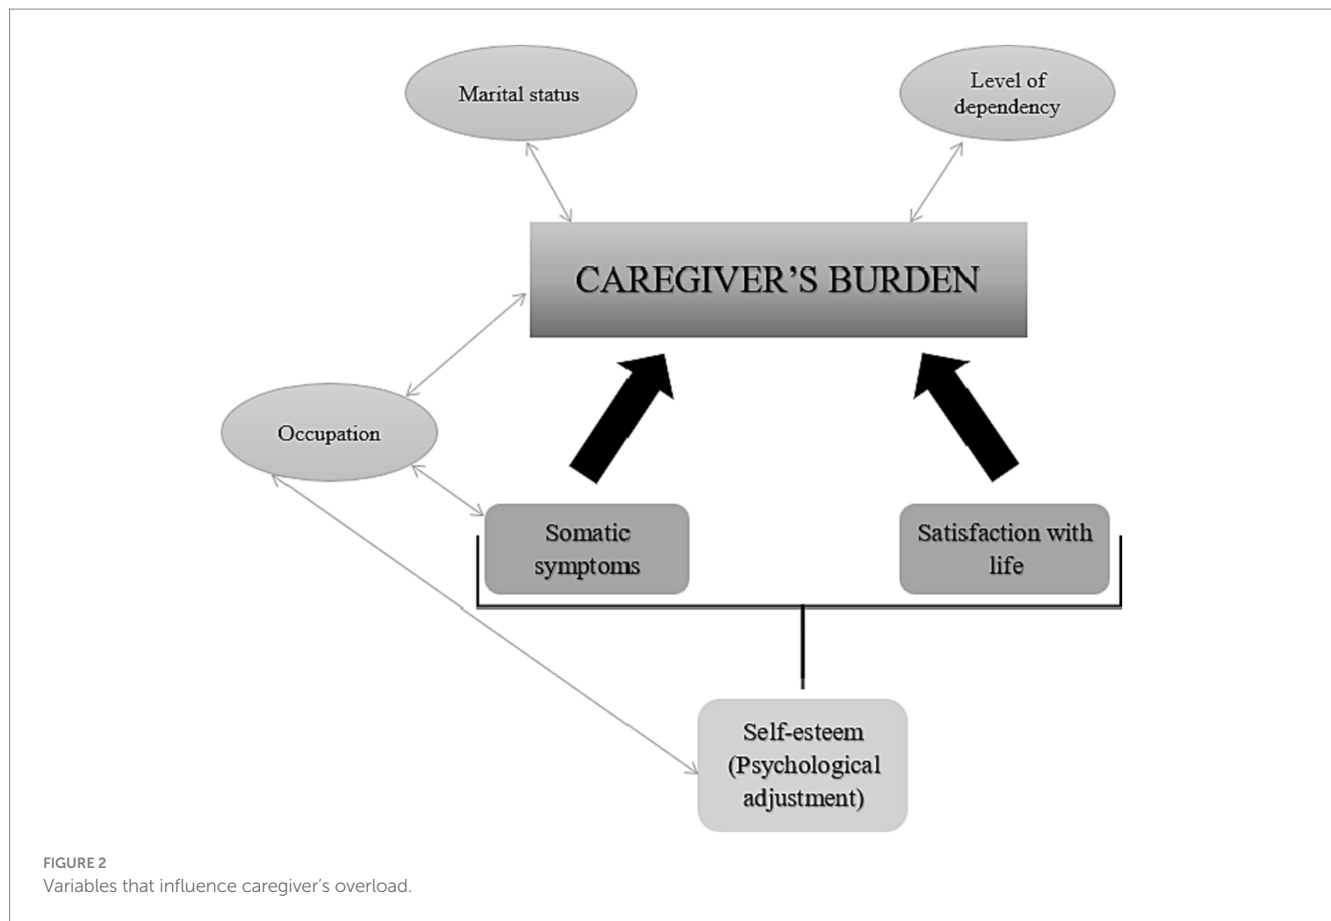 Marital status
Level of
dependency
CAREGIVER’S BURDEN
Occupation
Somatic
symptoms
Satisfaction with
life
Self-esteem
(Psychological
adjustment)
FIGURE 2
Variables that influence caregiver’s overload.